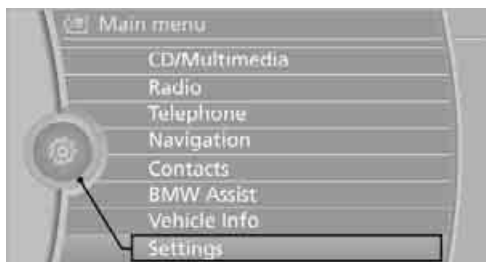 Main menu
CD/Multimedia
Radio
Telephone
Navigation
Contacts
BMW Assist
Vehicle Info
Settings